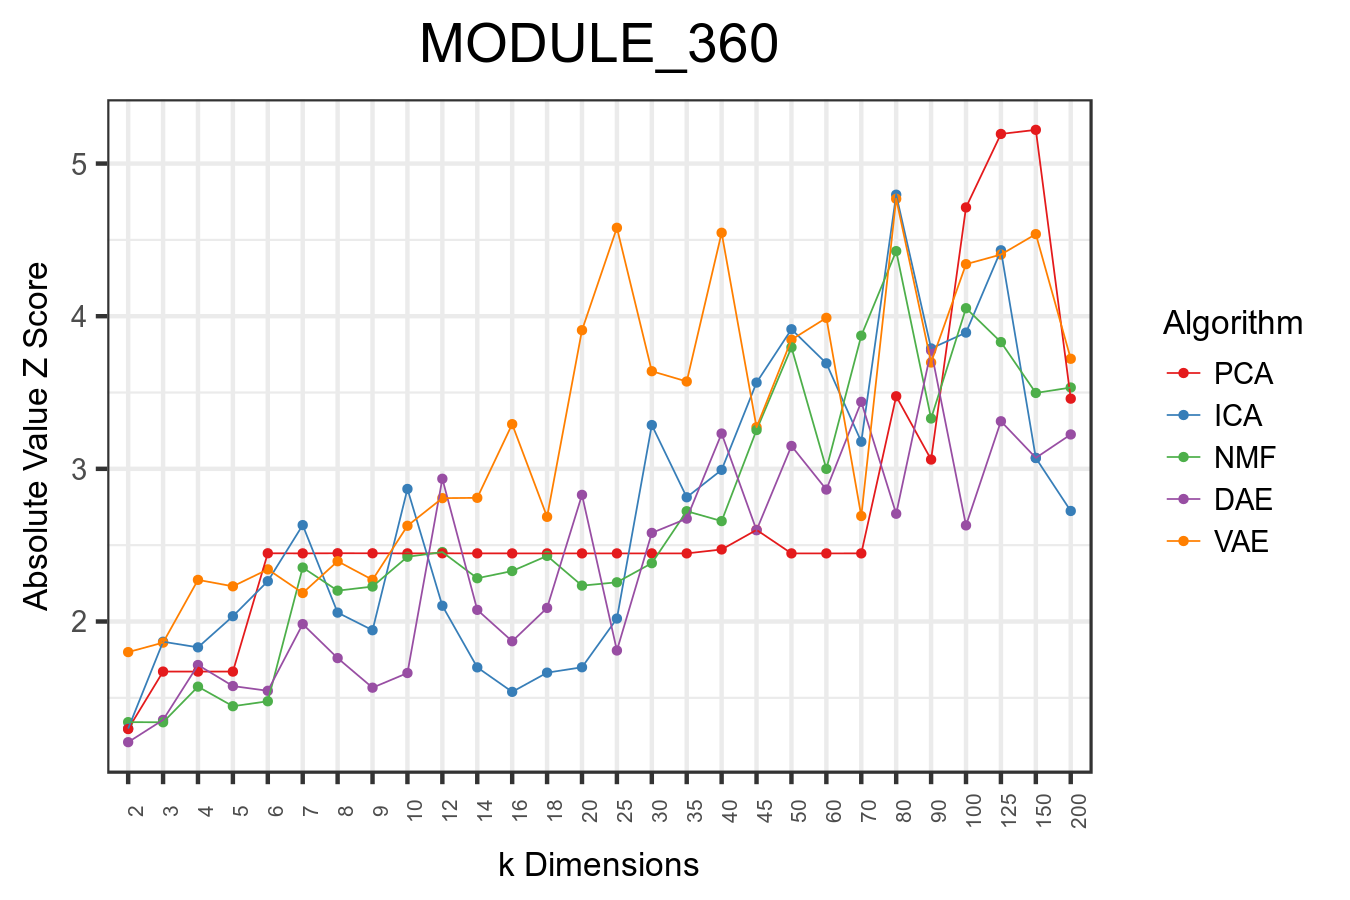 MODULE_360
Absolute Value Z Score
5
4
3
2
2 3 4 5 6 7 8 9 10 12 14 16 18 20 25 30 35 40 45 50 60 70 80 90 100 125 150 200
k Dimensions
Algorithm
PCA
ICA
NMF
DAE
VAE